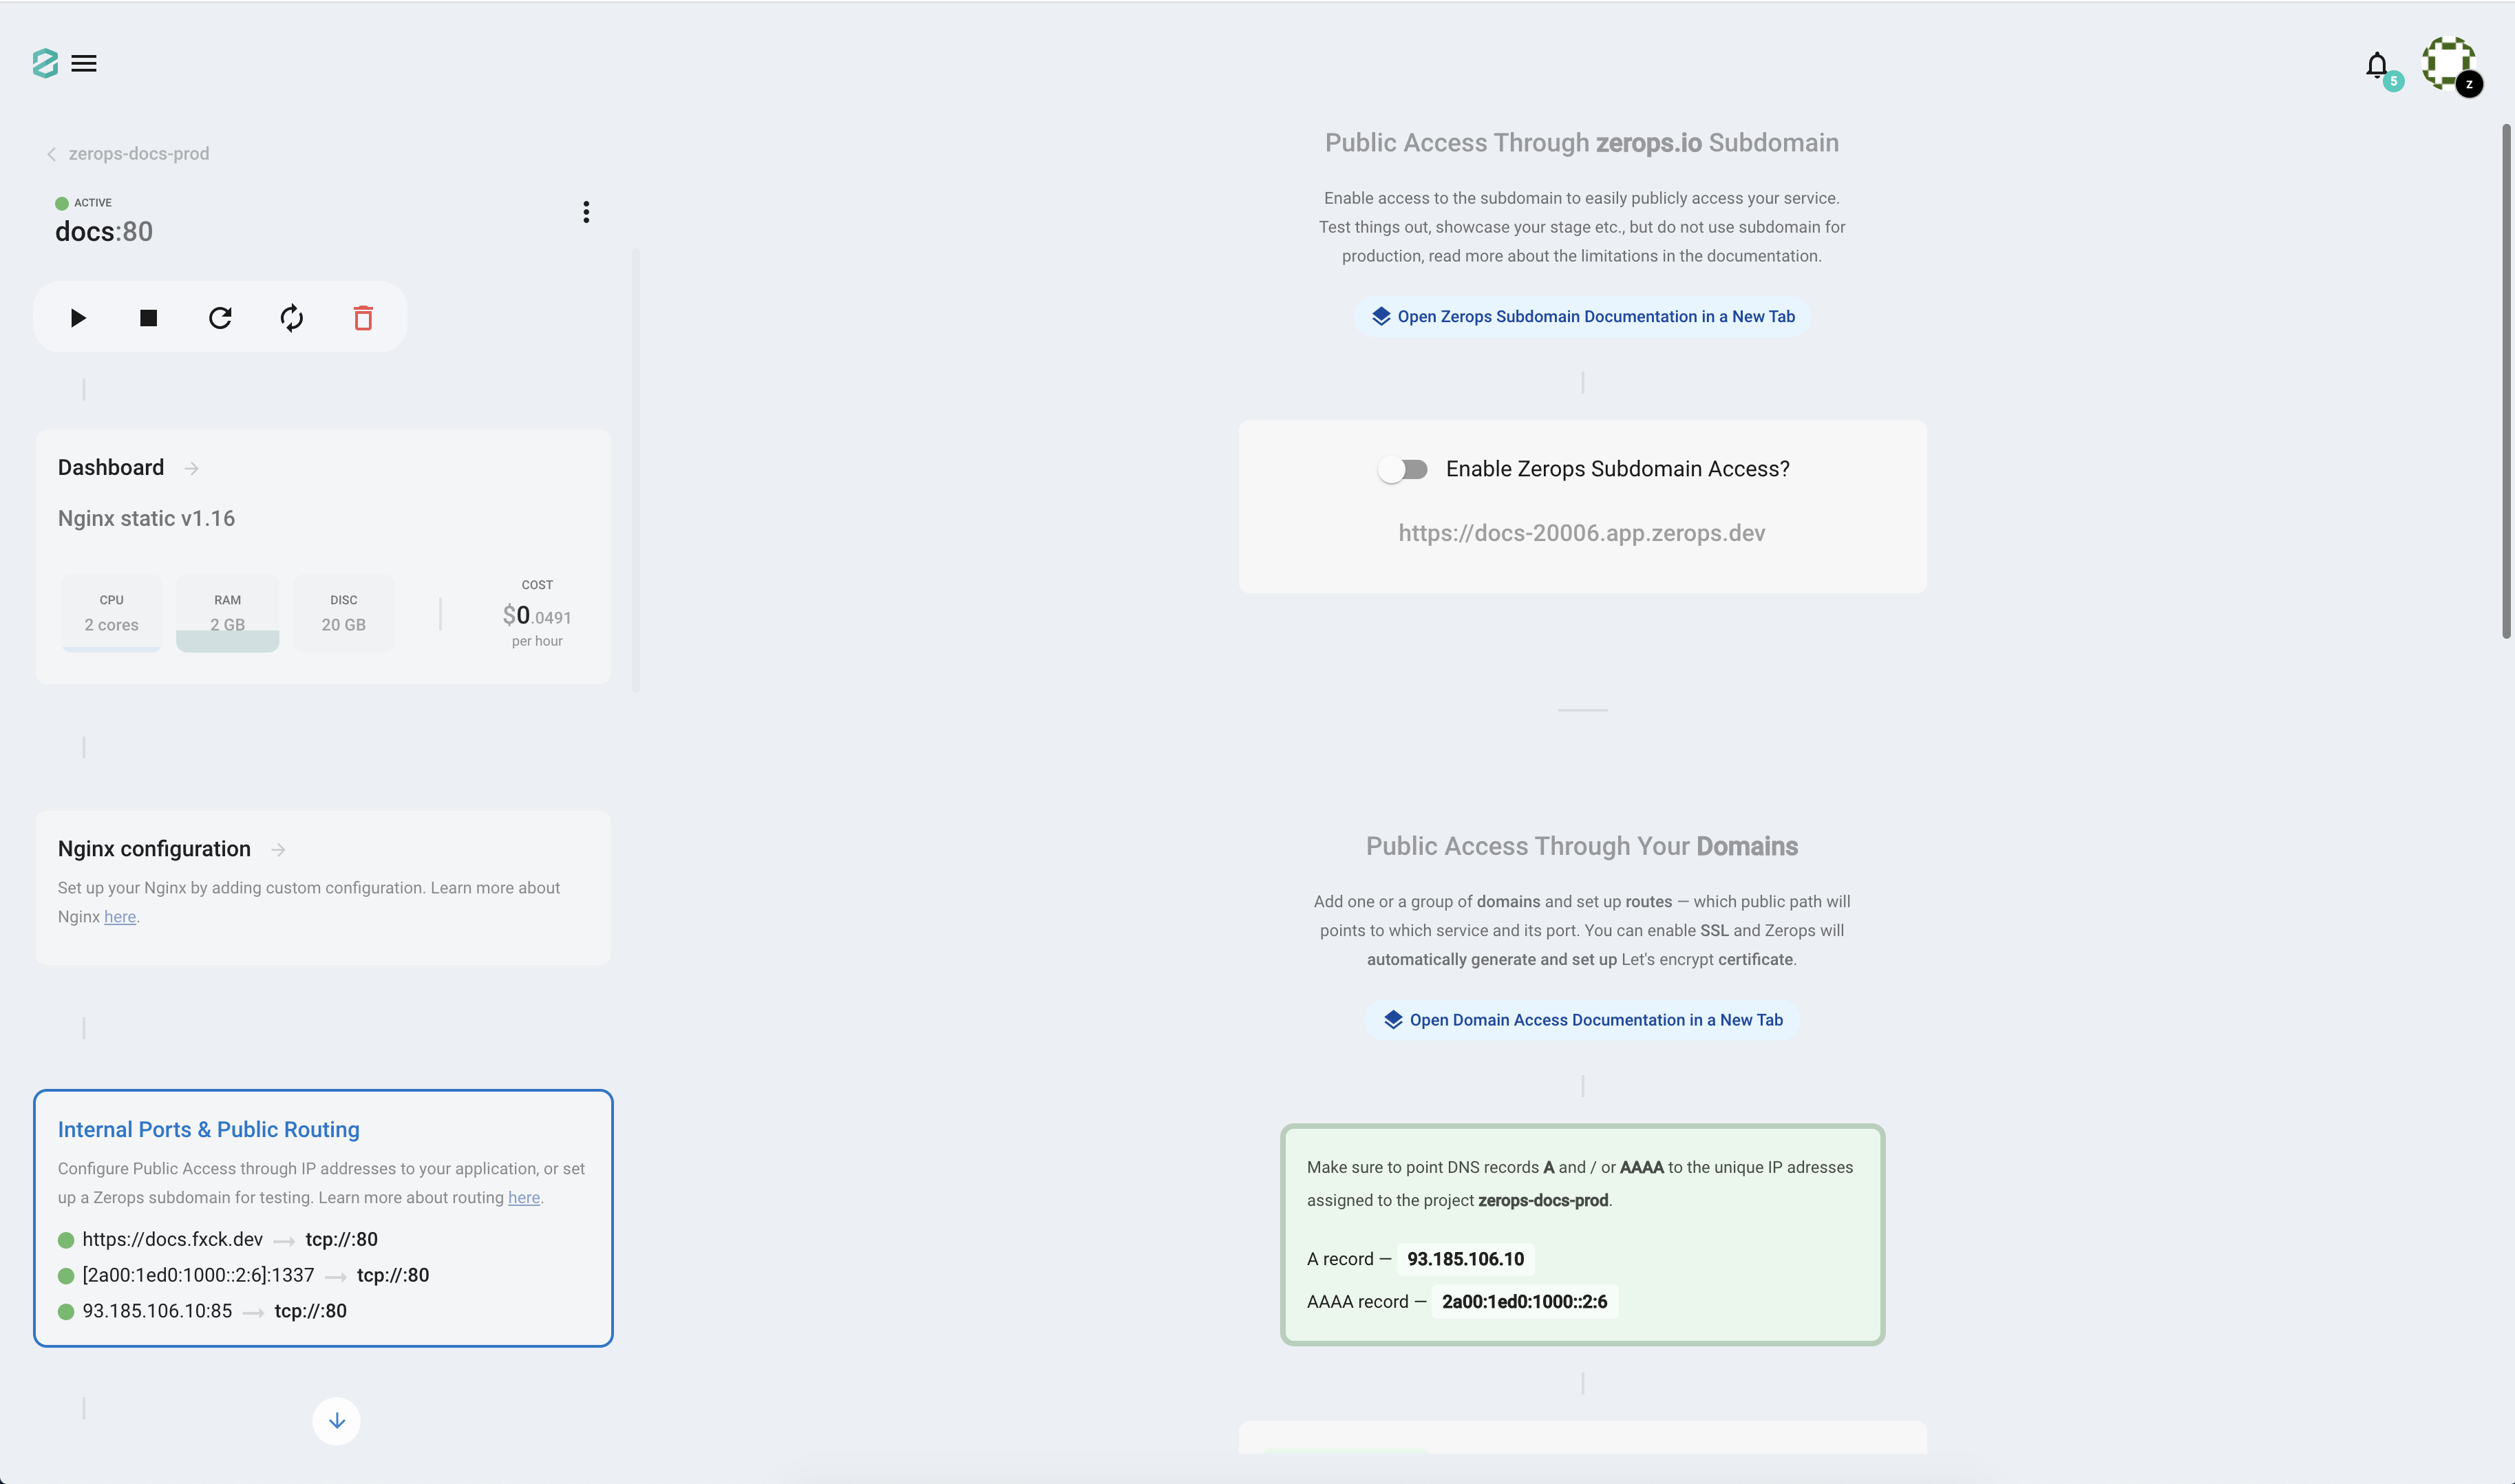 5
z
zerops-docs-prod
ACTIVE
docs:80
Dashboard
Nginx static v1.16
CPU
2 cores
RAM
2 GB
DISC
20 GB
COST
$0.0491
per hour
Nginx configuration
Set up your Nginx by adding custom configuration. Learn more about
Nginx here.
Internal Ports & Public Routing
Configure Public Access through IP addresses to your application, or set
up a Zerops subdomain for testing. Learn more about routing here.
https://docs.fxck.dev → tcp://:80
[2a00:1ed0:1000::2:6]:1337 → tcp://:80
93.185.106.10:85 → tcp://:80
Public Access Through zerops.io Subdomain
Enable access to the subdomain to easily publicly access your service.
Test things out, showcase your stage etc., but do not use subdomain for
production, read more about the limitations in the documentation.
Open Zerops Subdomain Documentation in a New Tab
Enable Zerops Subdomain Access?
https://docs-20006.app.zerops.dev
Public Access Through Your Domains
Add one or a group of domains and set up routes — which public path will
points to which service and its port. You can enable SSL and Zerops will
automatically generate and set up Let's encrypt certificate.
Open Domain Access Documentation in a New Tab
Make sure to point DNS records A and / or AAAA to the unique IP adresses
assigned to the project zerops-docs-prod.
A record — 93.185.106.10
AAAA record — 2a00:1ed0:1000::2:6